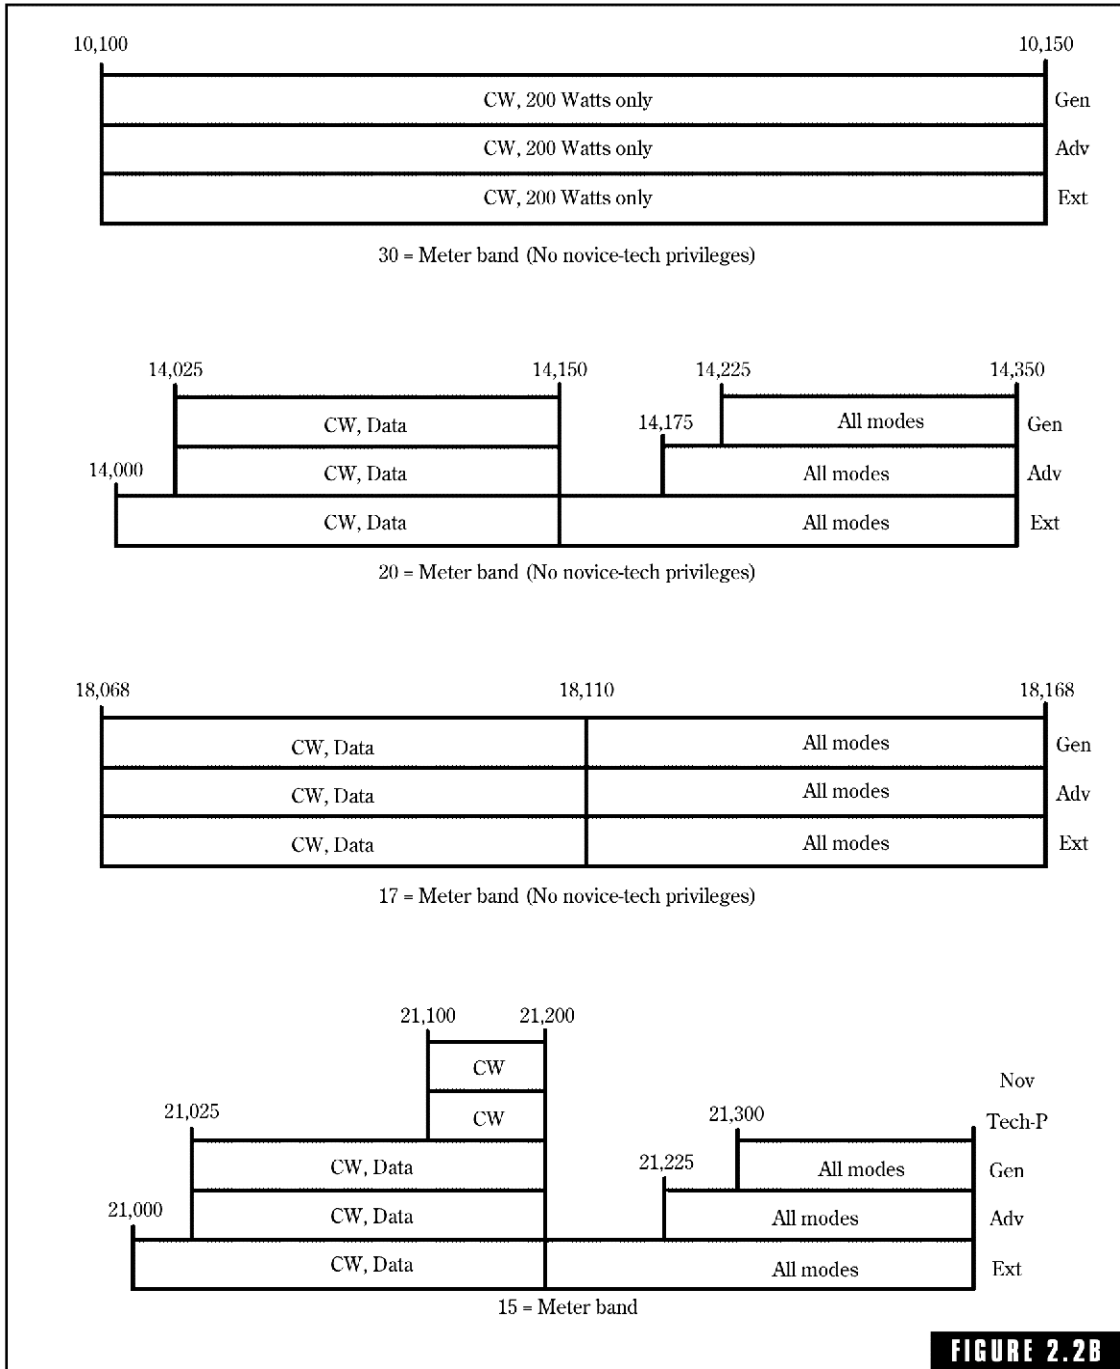 10,100 10,150
CW, 200 Watts only Gen
CW, 200 Watts only Adv
CW, 200 Watts only Ext
30 = Meter band (No novice-tech privileges)
14,025 14,150 14,225 14,350
14,175
CW, Data All modes Gen
14,000
CW, Data All modes Adv
CW, Data All modes Ext
20 = Meter band (No novice-tech privileges)
18,068 18,110 18,168
CW, Data All modes Gen
CW, Data All modes Adv
CW, Data All modes Ext
17 = Meter band (No novice-tech privileges)
21,100 21,200
CW Nov
21,025 21,300
CW Tech-P
21,225
CW, Data All modes Gen
21,000
CW, Data All modes Adv
CW, Data All modes Ext
15 = Meter band
FIGURE 2.2B